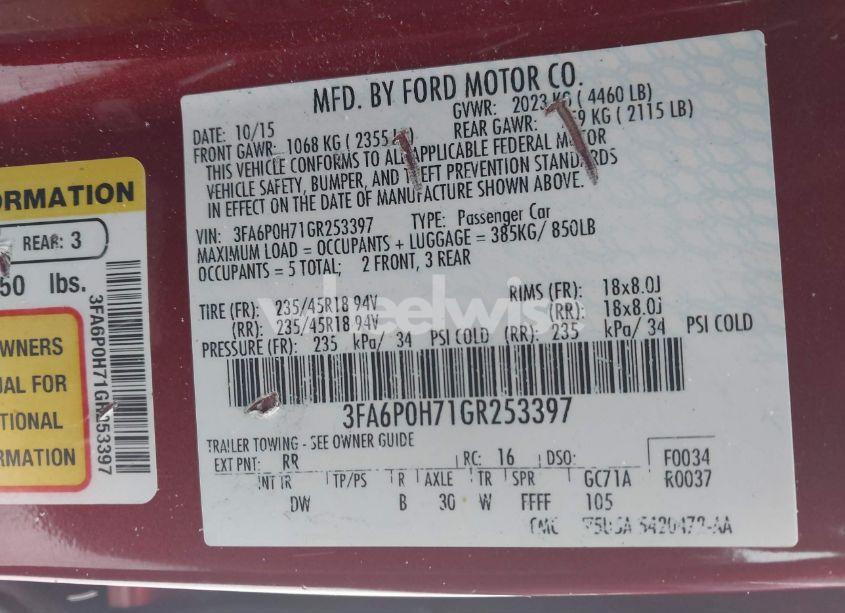 MFD. BY FORD MOTOR CO.
DATE: 10/15 GVWR: 2023 KG ( 4460 LB)
FRONT GAWR: 1068 KG ( 2355 REAR GAWR: KG ( 2115 LB)
THIS VEHICLE CONFORMS TO ALL APPLICABLE FEDERAL MOTOR
VEHICLE SAFETY, BUMPER, AND THEFT PREVENTION STANDARDS
IN EFFECT ON THE DATE OF MANUFACTURE SHOWN ABOVE.
VIN: 3FA6P0H71GR253397 TYPE: Passenger Car
MAXIMUM LOAD = OCCUPANTS + LUGGAGE = 385KG/ 850LB
OCCUPANTS = 5 TOTAL; 2 FRONT, 3 REAR
TIRE (FR): 235/45R18 94V RIMS (FR): 18x8.0J
(RR): 235/45R18 94V (RR): 18x8.0J
PRESSURE (FR): 235 kPa/ 34 PSI COLD (RR): 235 kPa/ 34 PSI COLD
3FA6P0H71GR253397
TRAILER TOWING - SEE OWNER GUIDE
EXT PNT: RR RC: 16 DSO: F0034
R0037
INT TR TP/PS R AXLE TR SPR GC71A
DW B 30 W FFFF 105
ORMATION
REAR: 3
50 lbs.
WNERS
UAL FOR
TIONAL
RMATION
3FA6P0H71GR253397
wheelwise